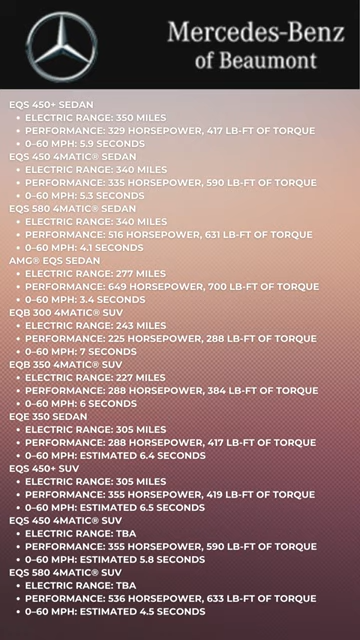 Mercedes-Benz
of Beaumont
EQS 450+ SEDAN
• ELECTRIC RANGE: 350 MILES
• PERFORMANCE: 329 HORSEPOWER, 417 LB-FT OF TORQUE
• 0–60 MPH: 5.9 SECONDS
EQS 450 4MATIC® SEDAN
• ELECTRIC RANGE: 340 MILES
• PERFORMANCE: 335 HORSEPOWER, 590 LB-FT OF TORQUE
• 0–60 MPH: 5.3 SECONDS
EQS 580 4MATIC® SEDAN
• ELECTRIC RANGE: 340 MILES
• PERFORMANCE: 516 HORSEPOWER, 631 LB-FT OF TORQUE
• 0-60 MPH: 4.1 SECONDS
AMG® EQS SEDAN
• ELECTRIC RANGE: 277 MILES
• PERFORMANCE: 649 HORSEPOWER, 700 LB-FT OF TORQUE
• 0–60 MPH: 3.4 SECONDS
EQB 300 4MATIC® SUV
• ELECTRIC RANGE: 243 MILES
• PERFORMANCE: 225 HORSEPOWER, 288 LB-FT OF TORQUE
• 0–60 MPH: 7 SECONDS
EQB 350 4MATIC® SUV
• ELECTRIC RANGE: 227 MILES
• PERFORMANCE: 288 HORSEPOWER, 384 LB-FT OF TORQUE
• 0–60 MPH: 6 SECONDS
EQE 350 SEDAN
• ELECTRIC RANGE: 305 MILES
• PERFORMANCE: 288 HORSEPOWER, 417 LB-FT OF TORQUE
• 0–60 MPH: ESTIMATED 6.4 SECONDS
EQS 450+ SUV
• ELECTRIC RANGE: 305 MILES
• PERFORMANCE: 355 HORSEPOWER, 419 LB-FT OF TORQUE
• 0–60 MPH: ESTIMATED 6.5 SECONDS
EQS 450 4MATIC® SUV
• ELECTRIC RANGE: TBA
• PERFORMANCE: 355 HORSEPOWER, 590 LB-FT OF TORQUE
• 0–60 MPH: ESTIMATED 5.8 SECONDS
EQS 580 4MATIC® SUV
• ELECTRIC RANGE: TBA
• PERFORMANCE: 536 HORSEPOWER, 633 LB-FT OF TORQUE
• 0-60 MPH: ESTIMATED 4.5 SECONDS